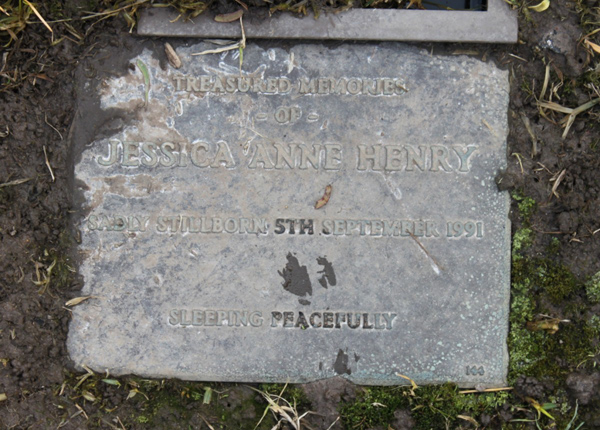 TREASURED MEMORIES
- OF -
JESSICA ANNE HENRY
SADLY STILLBORN 5TH SEPTEMBER 1991
SLEEPING PEACEFULLY